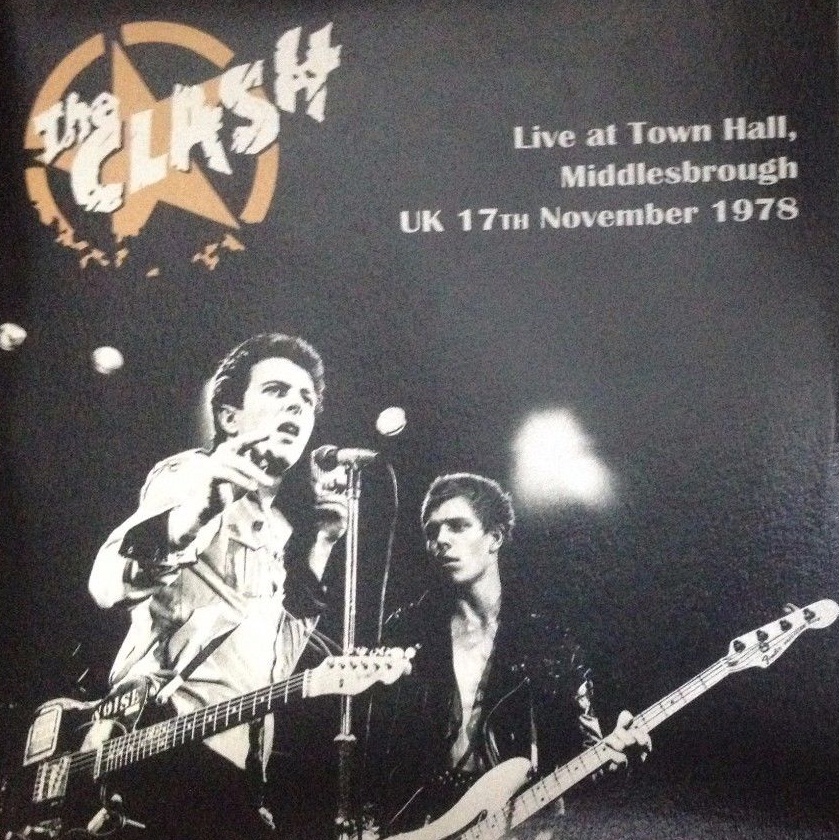 The CLASH
Live at Town Hall,
Middlesbrough
UK 17TH November 1978
NOISE
Fender